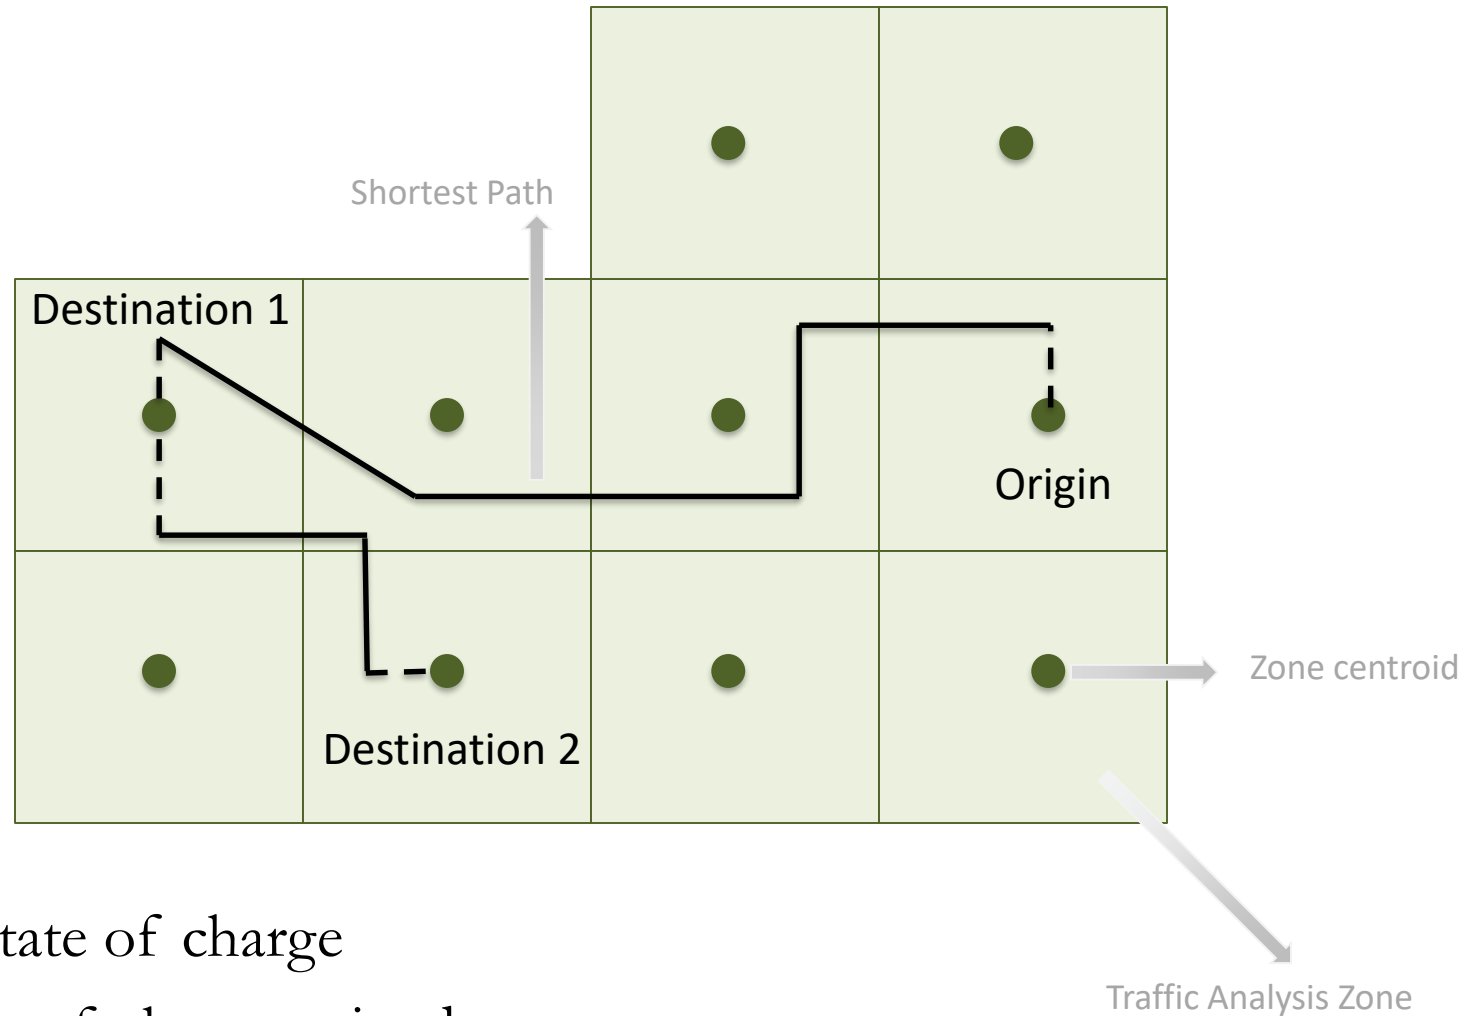 Shortest Path
Destination 1
Origin
Zone centroid
Destination 2
tate of charge
Traffic Analysis Zone